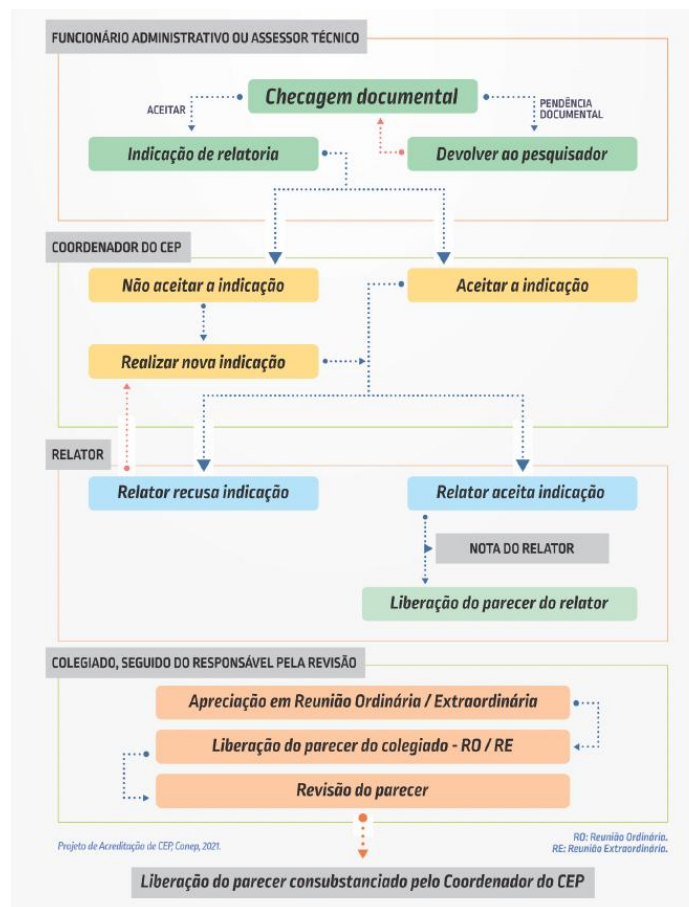 FUNCIONÁRIO ADMINISTRATIVO OU ASSESSOR TÉCNICO
Checagem documental
ACEITAR
PENDÊNCIA
DOCUMENTAL
Indicação de relatoria
Devolver ao pesquisador
COORDENADOR DO CEP
Não aceitar a indicação
Aceitar a indicação
Realizar nova indicação
RELATOR
Relator recusa indicação
Relator aceita indicação
NOTA DO RELATOR
Liberação do parecer do relator
COLEGIADO, SEGUIDO DO RESPONSÁVEL PELA REVISÃO
Apreciação em Reunião Ordinária / Extraordinária
Liberação do parecer do colegiado - RO / RE
Revisão do parecer
Projeto de Acreditação de CEP, Conep, 2021.
RO: Reunião Ordinária.
RE: Reunião Extraordinária.
Liberação do parecer consubstanciado pelo Coordenador do CEP